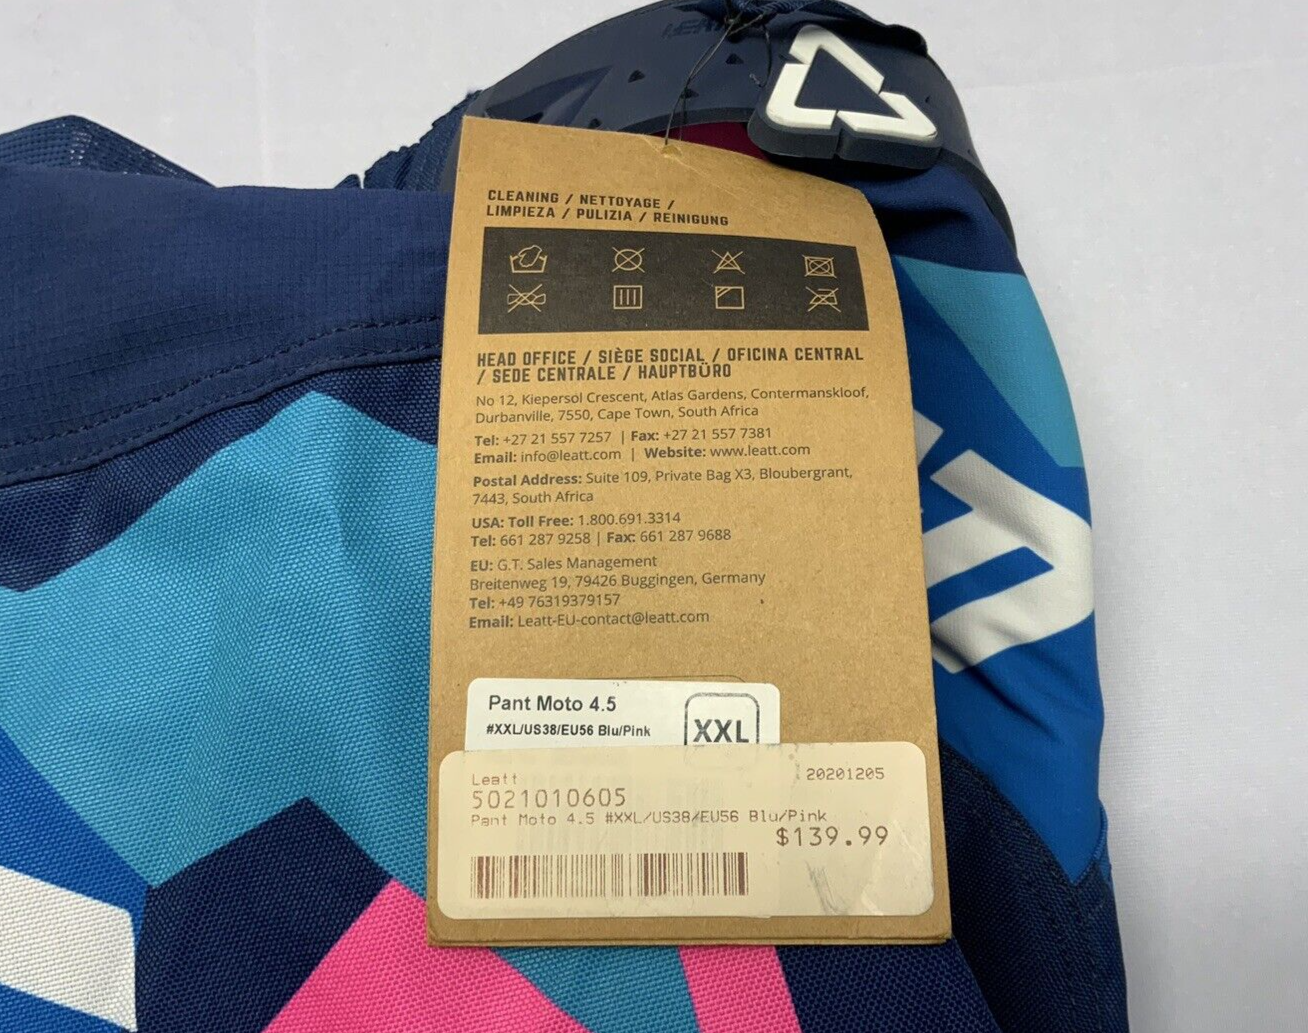 CLEANING / NETTOYAGE /
LIMPIEZA / PULIZIA / REINIGUNG
HEAD OFFICE / SIÈGE SOCIAL / OFICINA CENTRAL
/ SEDE CENTRALE / HAUPTBÜRO
No 12, Kiepersol Crescent, Atlas Gardens, Contermanskloof,
Durbanville, 7550, Cape Town, South Africa
Tel: +27 21 557 7257 | Fax: +27 21 557 7381
Email: info@leatt.com | Website: www.leatt.com
Postal Address: Suite 109, Private Bag X3, Bloubergrant,
7443, South Africa
USA: Toll Free: 1.800.691.3314
Tel: 661 287 9258 | Fax: 661 287 9688
EU: G.T. Sales Management
Breitenweg 19, 79426 Buggingen, Germany
Tel: +49 76319379157
Email: Leatt-EU-contact@leatt.com
Pant Moto 4.5
#XXL/US38/EU56 Blu/Pink
XXL
Leatt 20201205
5021010605
Pant Moto 4.5 #XXL/US38/EU56 Blu/Pink
$139.99